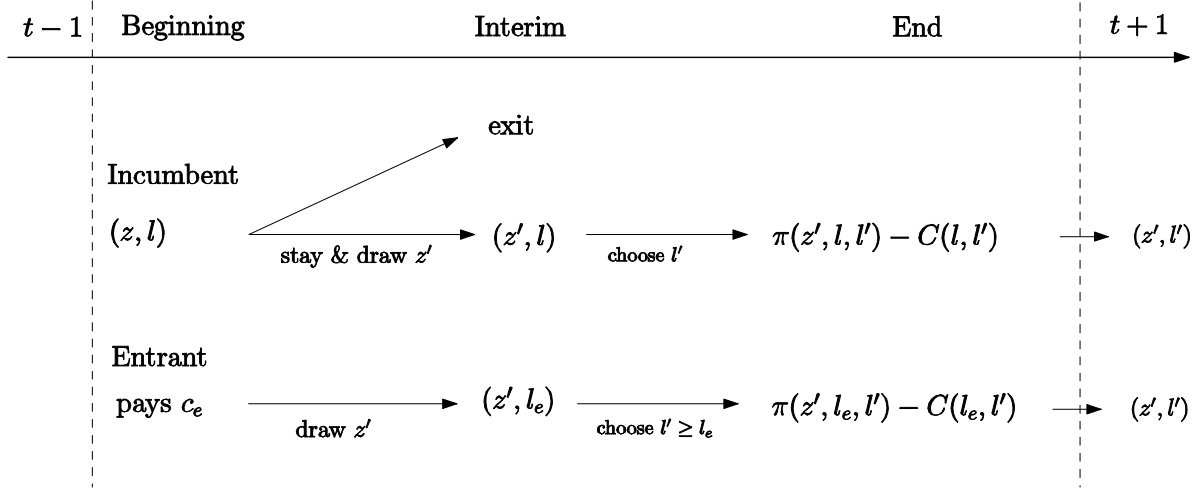 t − 1 Beginning Interim End t + 1
exit
Incumbent
(z, l)
stay & draw z′
(z′, l)
choose l′
π(z′, l, l′) − C(l, l′)
(z′, l′)
Entrant
pays c_e
draw z′
(z′, l_e)
choose l′ ≥ l_e
π(z′, l_e, l′) − C(l_e, l′)
(z′, l′)